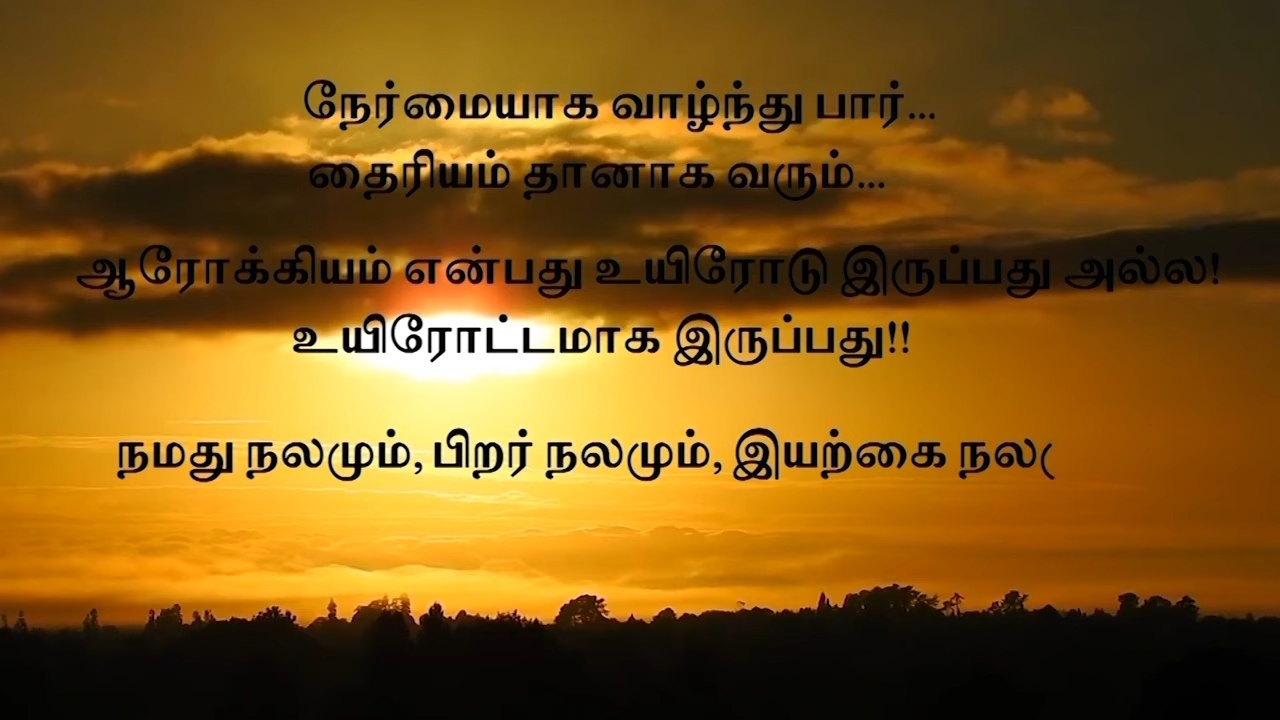 நேர்மையாக வாழ்ந்து பார்...
தைரியம் தானாக வரும்...
ஆரோக்கியம் என்பது உயிரோடு இருப்பது அல்ல!
உயிரோட்டமாக இருப்பது!!
நமது நலமும், பிறர் நலமும், இயற்கை